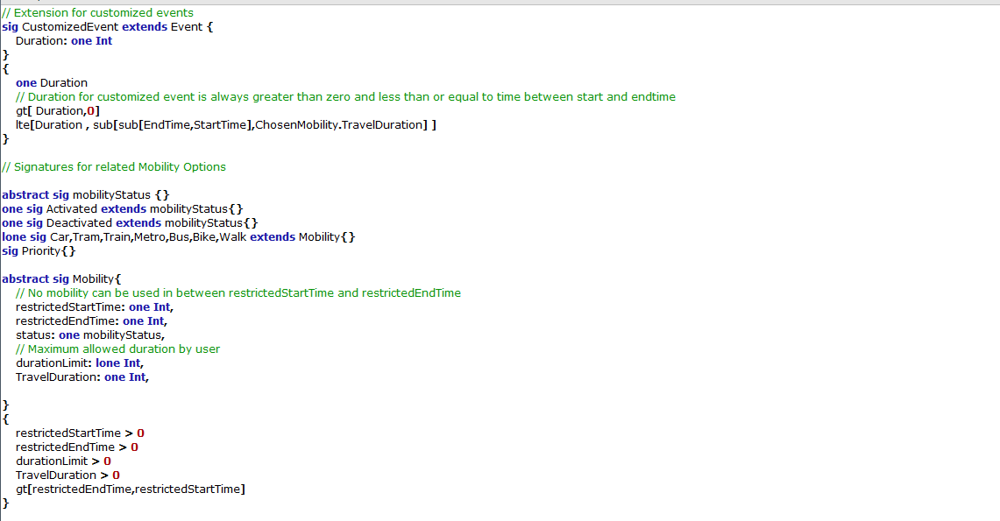 // Extension for customized events
sig CustomizedEvent extends Event {
Duration: one Int
}
{
one Duration
// Duration for customized event is always greater than zero and less than or equal to time between start and endtime
gt[ Duration,0]
lte[Duration , sub[sub[EndTime,StartTime],ChosenMobility.TravelDuration] ]
}
// Signatures for related Mobility Options
abstract sig mobilityStatus {}
one sig Activated extends mobilityStatus{}
one sig Deactivated extends mobilityStatus{}
lone sig Car,Tram,Train,Metro,Bus,Bike,Walk extends Mobility{}
sig Priority{}
abstract sig Mobility{
// No mobility can be used in between restrictedStartTime and restrictedEndTime
restrictedStartTime: one Int,
restrictedEndTime: one Int,
status: one mobilityStatus,
// Maximum allowed duration by user
durationLimit: lone Int,
TravelDuration: one Int,
}
{
restrictedStartTime > 0
restrictedEndTime > 0
durationLimit > 0
TravelDuration > 0
gt[restrictedEndTime,restrictedStartTime]
}